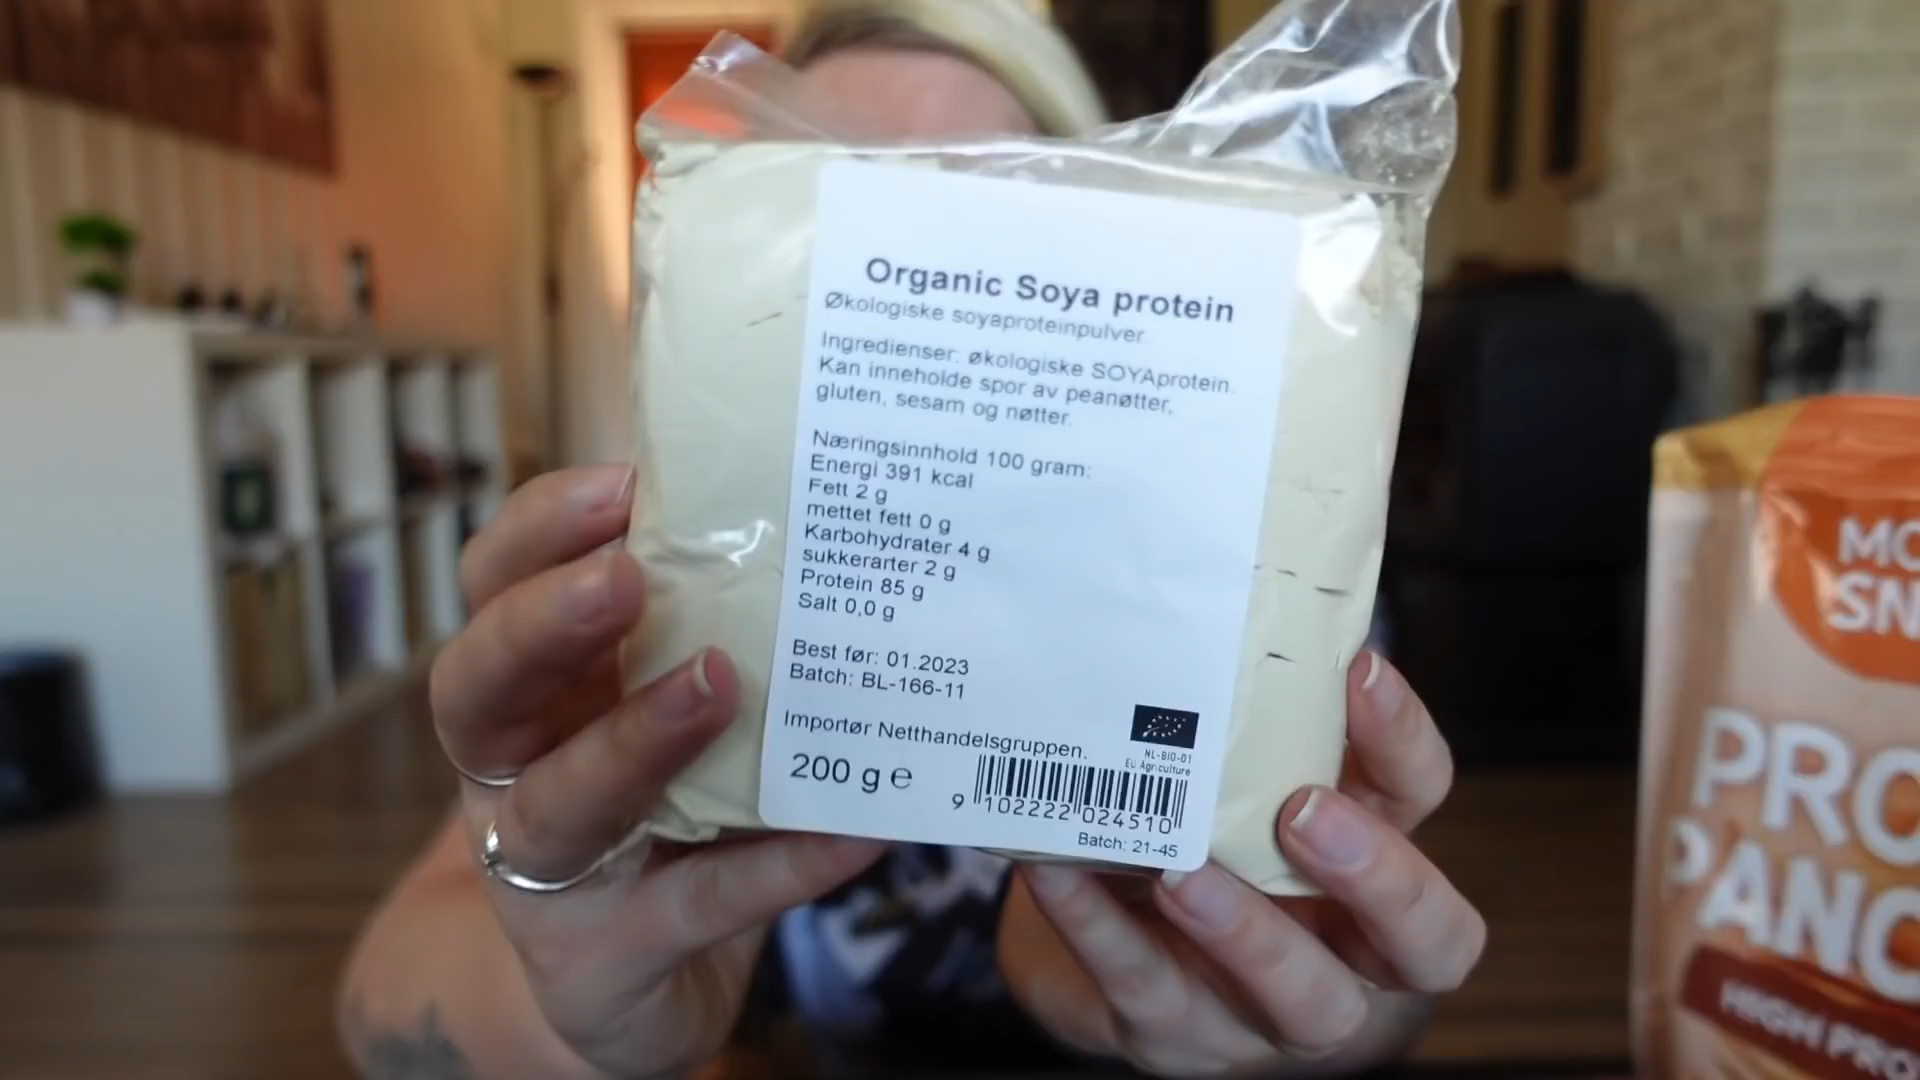 Organic Soya protein
Økologiske soyaproteinpulver.
Ingredienser: økologiske SOYAprotein.
Kan inneholde spor av peanøtter,
gluten, sesam og nøtter.
Næringsinnhold 100 gram:
Energi 391 kcal
Fett 2 g
mettet fett 0 g
Karbohydrater 4 g
sukkerarter 2 g
Protein 85 g
Salt 0,0 g
Best før: 01.2023
Batch: BL-166-11
Importør Netthandelsgruppen.
NL-BIO-01
EU Agriculture
200 g ℮
9 102222 024510
Batch: 21-45
MO
SN
PRO
PANC
HIGH PRO